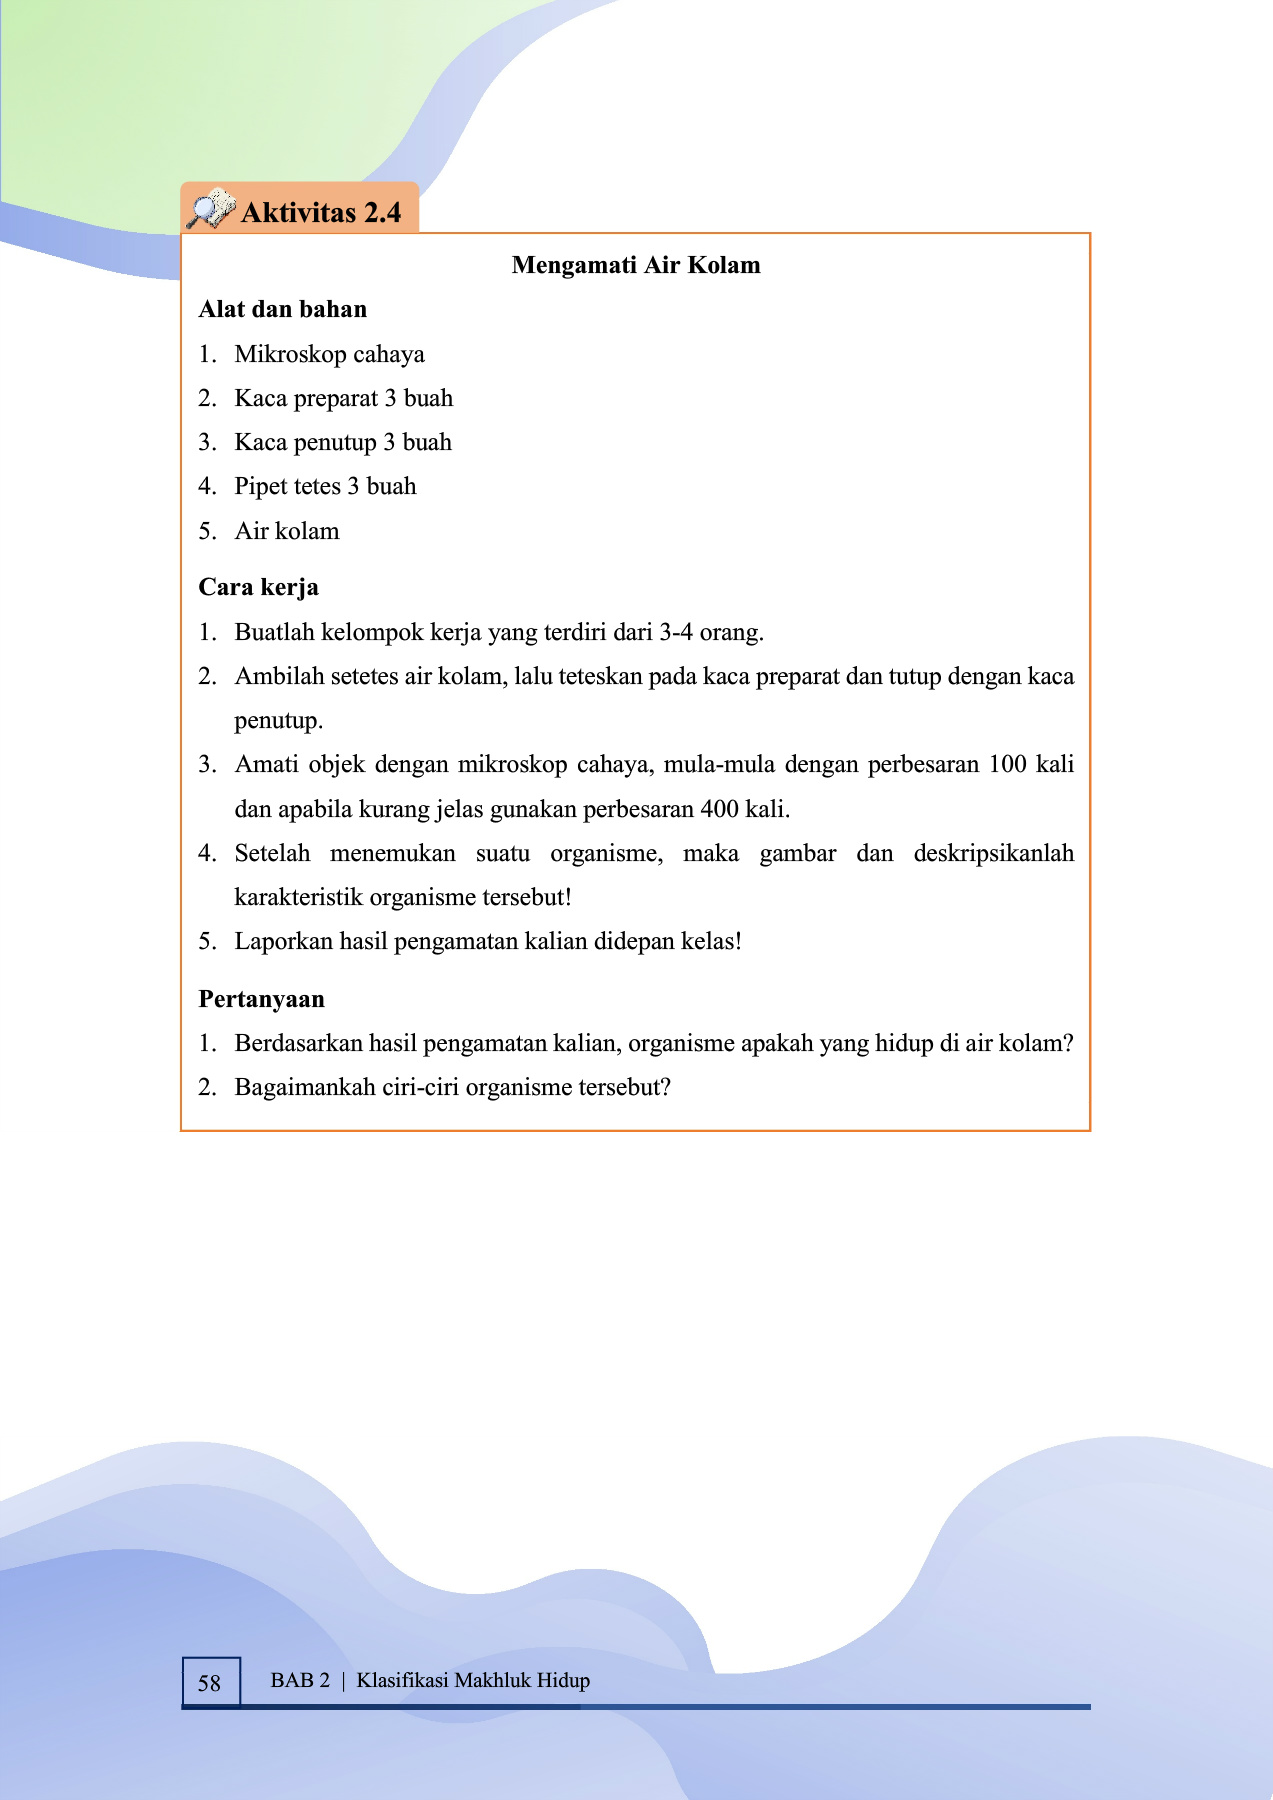 Aktivitas 2.4
Mengamati Air Kolam
Alat dan bahan
1. Mikroskop cahaya
2. Kaca preparat 3 buah
3. Kaca penutup 3 buah
4. Pipet tetes 3 buah
5. Air kolam
Cara kerja
1. Buatlah kelompok kerja yang terdiri dari 3-4 orang.
2. Ambilah setetes air kolam, lalu teteskan pada kaca preparat dan tutup dengan kaca
penutup.
3. Amati objek dengan mikroskop cahaya, mula-mula dengan perbesaran 100 kali
dan apabila kurang jelas gunakan perbesaran 400 kali.
4. Setelah menemukan suatu organisme, maka gambar dan deskripsikanlah
karakteristik organisme tersebut!
5. Laporkan hasil pengamatan kalian didepan kelas!
Pertanyaan
1. Berdasarkan hasil pengamatan kalian, organisme apakah yang hidup di air kolam?
2. Bagaimankah ciri-ciri organisme tersebut?
58 BAB 2 | Klasifikasi Makhluk Hidup